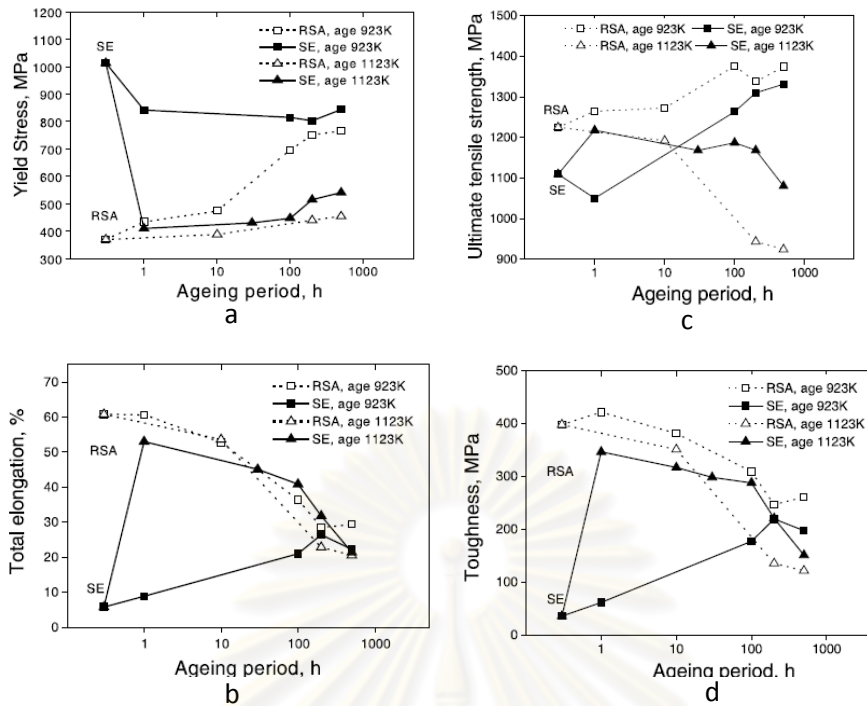 1200
1100
1000
900
800
700
600
500
400
300
Yield Stress, MPa
SE
RSA
RSA, age 923K
SE, age 923K
RSA, age 1123K
SE, age 1123K
1
10
100
1000
Ageing period, h
a
1500
1400
1300
1200
1100
1000
900
Ultimate tensile strength, MPa
RSA, age 923K
SE, age 923K
RSA, age 1123K
SE, age 1123K
RSA
SE
1
10
100
1000
Ageing period, h
c
70
60
50
40
30
20
10
0
Total elongation, %
RSA, age 923K
SE, age 923K
RSA, age 1123K
SE, age 1123K
RSA
SE
1
10
100
1000
Ageing period, h
b
500
400
300
200
100
0
Toughness, MPa
RSA, age 923K
SE, age 923K
RSA, age 1123K
SE, age 1123K
RSA
SE
1
10
100
1000
Ageing period, h
d